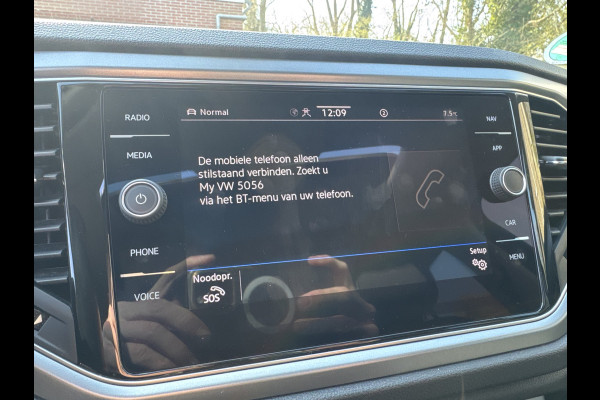 RADIO
MEDIA
PHONE
VOICE
Normal
12:09
2
7.5
De mobiele telefoon alleen
stilstaand verbinden. Zoekt u
My VW 5056
via het BT-menu van uw telefoon.
Noodopr.
SOS
Setup
NAV
APP
CAR
MENU